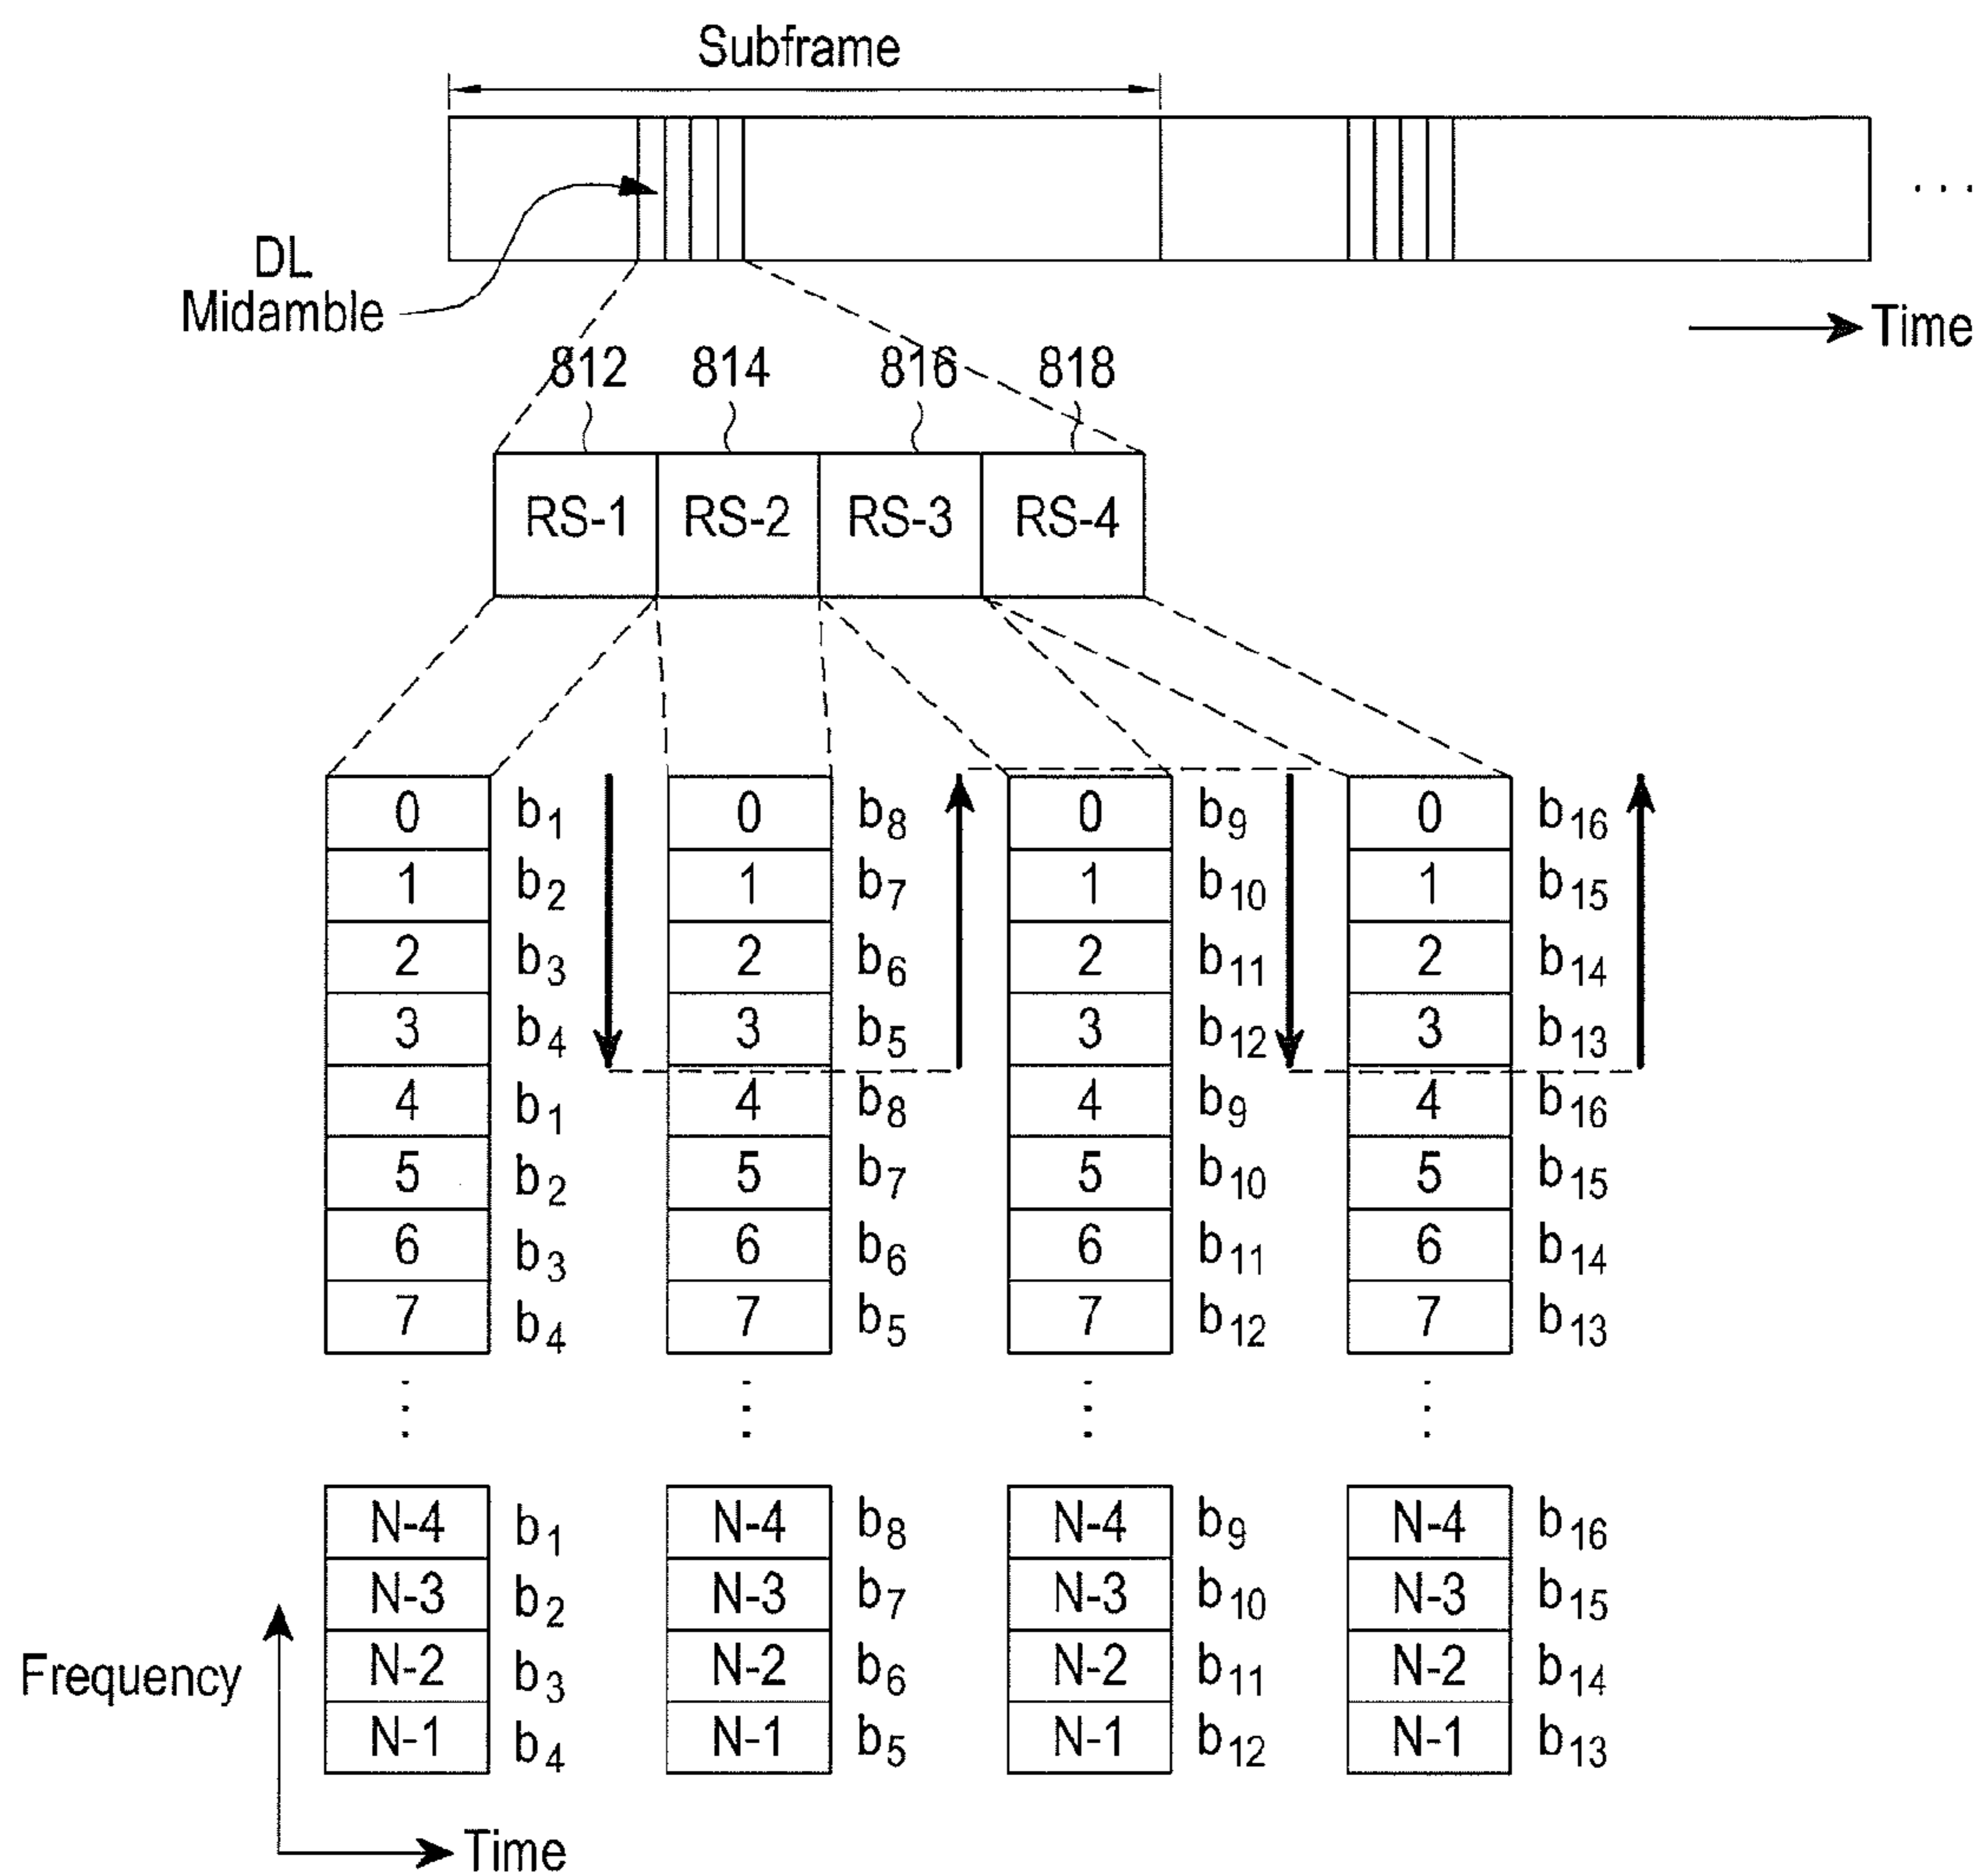 Subframe
DL
Midamble
...
Time
812 814 816 818
RS-1 RS-2 RS-3 RS-4
0 b1 0 b8 0 b9 0 b16
1 b2 1 b7 1 b10 1 b15
2 b3 2 b6 2 b11 2 b14
3 b4 3 b5 3 b12 3 b13
4 b1 4 b8 4 b9 4 b16
5 b2 5 b7 5 b10 5 b15
6 b3 6 b6 6 b11 6 b14
7 b4 7 b5 7 b12 7 b13
N-4 b1 N-4 b8 N-4 b9 N-4 b16
N-3 b2 N-3 b7 N-3 b10 N-3 b15
N-2 b3 N-2 b6 N-2 b11 N-2 b14
N-1 b4 N-1 b5 N-1 b12 N-1 b13
Frequency
Time